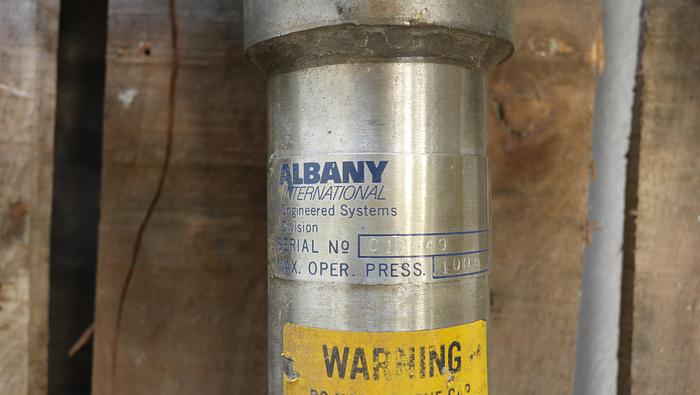 ALBANY
INTERNATIONAL
Engineered Systems
Division
SERIAL No
MAX. OPER. PRESS.
WARNING